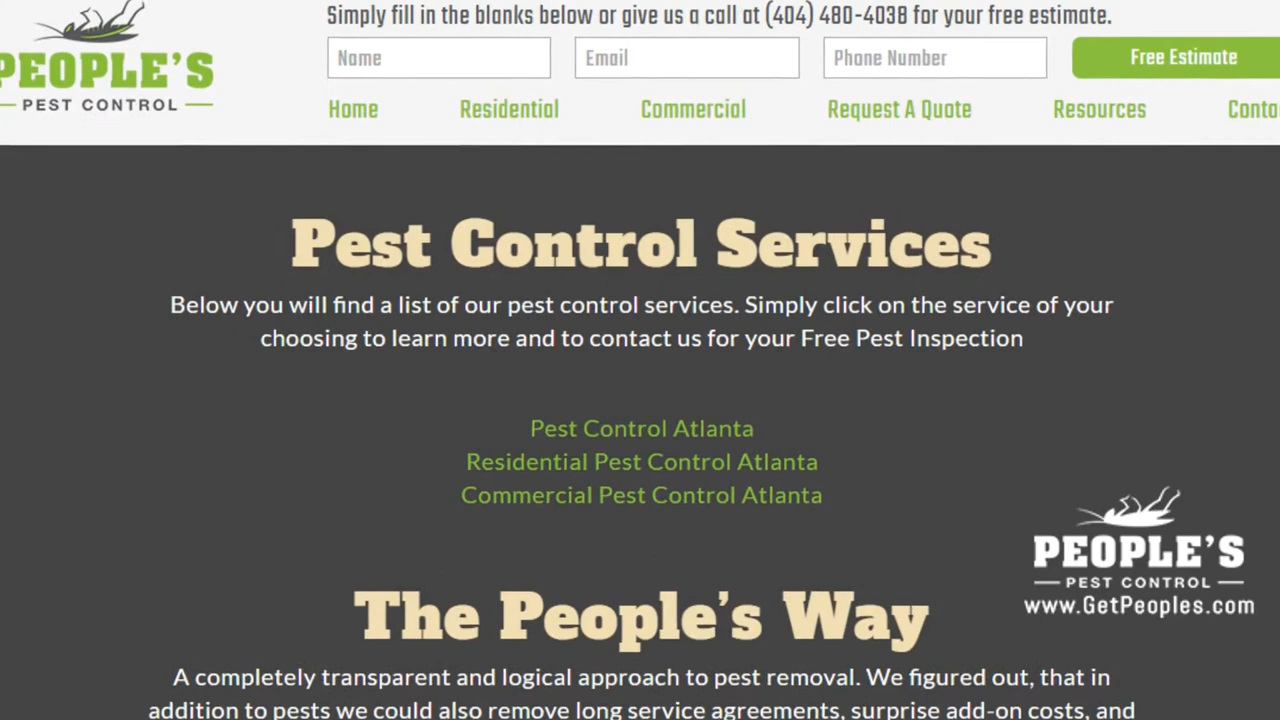 Simply fill in the blanks below or give us a call at (404) 480-4038 for your free estimate.
PEOPLE'S
PEST CONTROL
Name
Email
Phone Number
Free Estimate
Home
Residential
Commercial
Request A Quote
Resources
Conta
Pest Control Services
Below you will find a list of our pest control services. Simply click on the service of your
choosing to learn more and to contact us for your Free Pest Inspection
Pest Control Atlanta
Residential Pest Control Atlanta
Commercial Pest Control Atlanta
PEOPLE'S
PEST CONTROL
www.GetPeoples.com
The People's Way
A completely transparent and logical approach to pest removal. We figured out, that in
addition to pests we could also remove long service agreements, surprise add-on costs, and